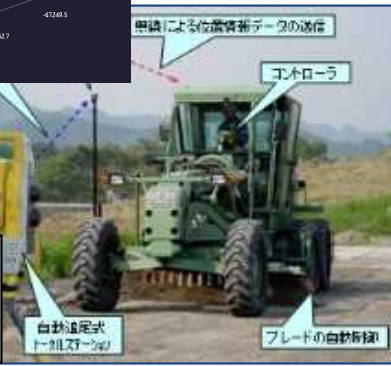 -67249.5
無線による位置情報データの送信
コントローラ
自動追尾式
トータルステーション
ブレードの自動制御